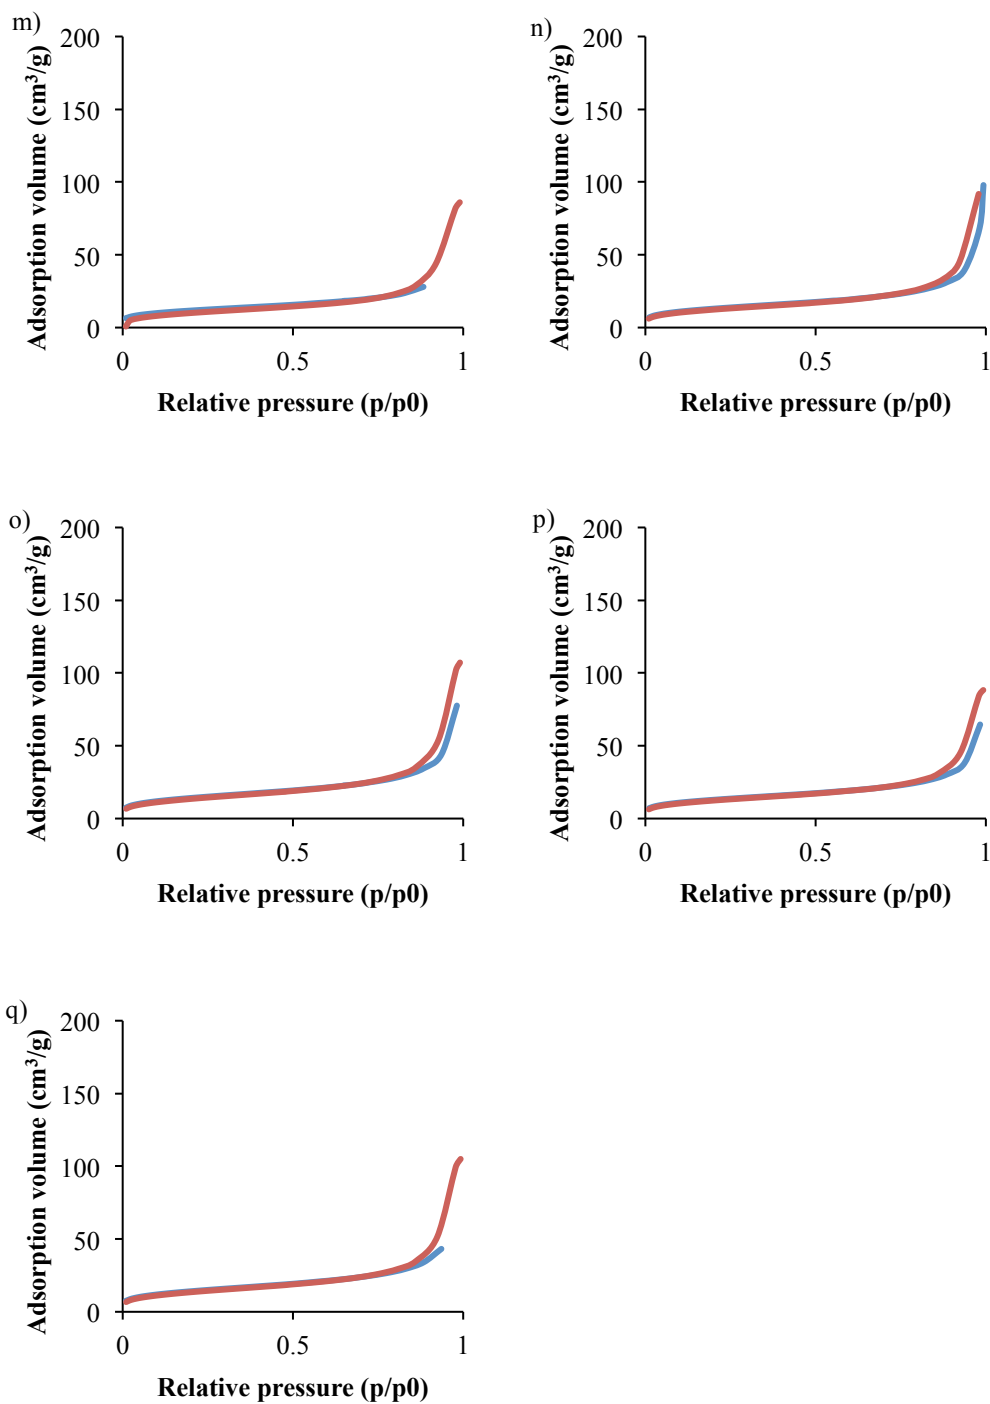 m)
Adsorption volume (cm³/g)
200
150
100
50
0
0 0.5 1
Relative pressure (p/p0)
n)
Adsorption volume (cm³/g)
200
150
100
50
0
0 0.5 1
Relative pressure (p/p0)
o)
Adsorption volume (cm³/g)
200
150
100
50
0
0 0.5 1
Relative pressure (p/p0)
p)
Adsorption volume (cm³/g)
200
150
100
50
0
0 0.5 1
Relative pressure (p/p0)
q)
Adsorption volume (cm³/g)
200
150
100
50
0
0 0.5 1
Relative pressure (p/p0)